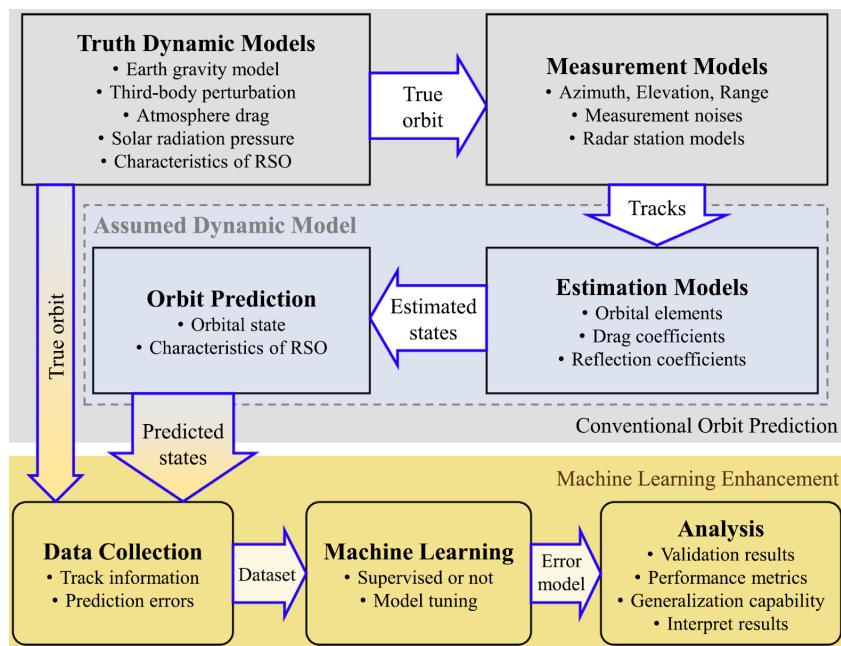 Truth Dynamic Models
• Earth gravity model
• Third-body perturbation
• Atmosphere drag
• Solar radiation pressure
• Characteristics of RSO
True
orbit
Measurement Models
• Azimuth, Elevation, Range
• Measurement noises
• Radar station models
Tracks
Assumed Dynamic Model
Estimation Models
• Orbital elements
• Drag coefficients
• Reflection coefficients
Estimated
states
Orbit Prediction
• Orbital state
• Characteristics of RSO
True orbit
Conventional Orbit Prediction
Predicted
states
Machine Learning Enhancement
Data Collection
• Track information
• Prediction errors
Dataset
Machine Learning
• Supervised or not
• Model tuning
Error
model
Analysis
• Validation results
• Performance metrics
• Generalization capability
• Interpret results